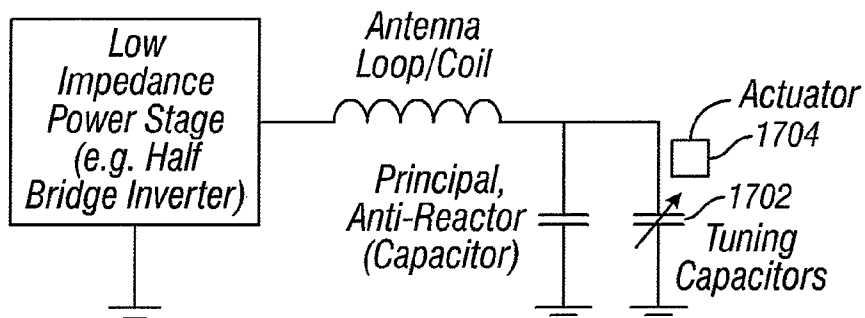 Low
Impedance
Power Stage
(e.g. Half
Bridge Inverter)
Antenna
Loop/Coil
Principal,
Anti-Reactor
(Capacitor)
Actuator
1704
1702
Tuning
Capacitors